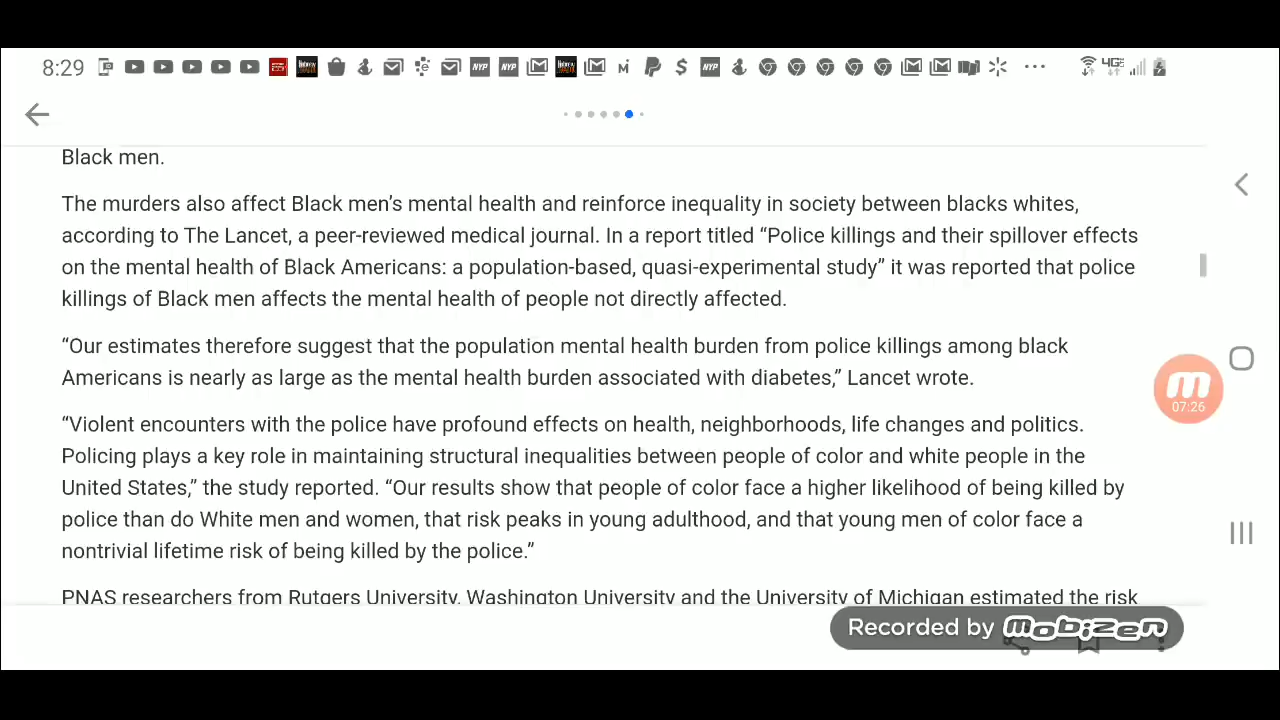 8:29
NYP
NYP
NYP
4GE
Black men.
The murders also affect Black men’s mental health and reinforce inequality in society between blacks whites,
according to The Lancet, a peer-reviewed medical journal. In a report titled “Police killings and their spillover effects
on the mental health of Black Americans: a population-based, quasi-experimental study” it was reported that police
killings of Black men affects the mental health of people not directly affected.
“Our estimates therefore suggest that the population mental health burden from police killings among black
Americans is nearly as large as the mental health burden associated with diabetes,” Lancet wrote.
“Violent encounters with the police have profound effects on health, neighborhoods, life changes and politics.
Policing plays a key role in maintaining structural inequalities between people of color and white people in the
United States,” the study reported. “Our results show that people of color face a higher likelihood of being killed by
police than do White men and women, that risk peaks in young adulthood, and that young men of color face a
nontrivial lifetime risk of being killed by the police.”
PNAS researchers from Rutgers University, Washington University and the University of Michigan estimated the risk
07:26
Recorded by mobizen